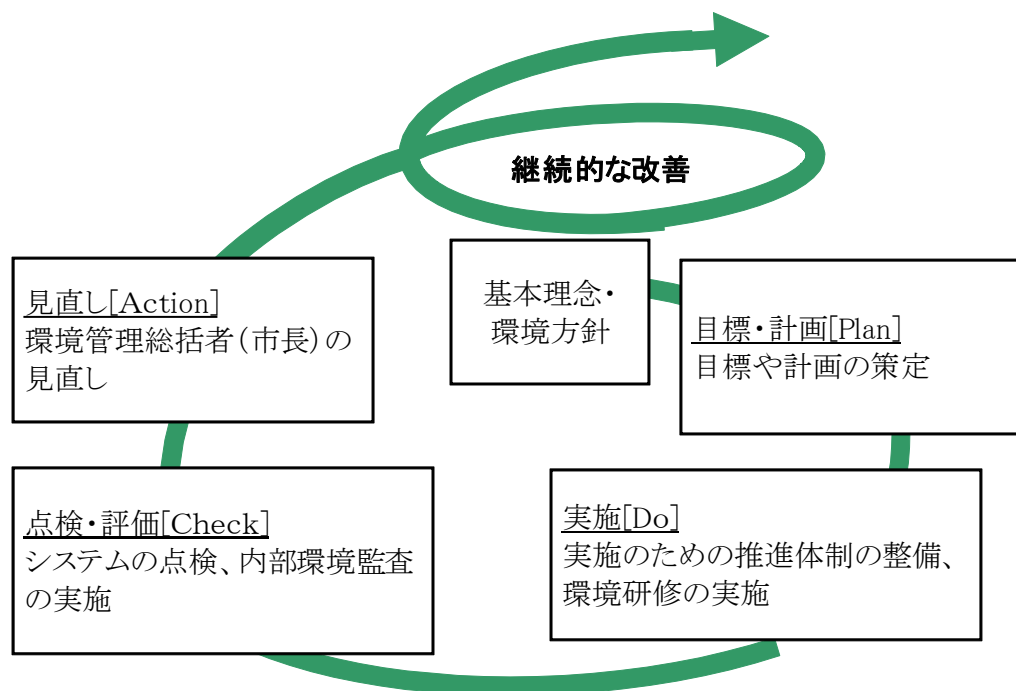 継続的な改善
基本理念・
環境方針
目標・計画[Plan]
目標や計画の策定
実施[Do]
実施のための推進体制の整備、
環境研修の実施
点検・評価[Check]
システムの点検、内部環境監査
の実施
見直し[Action]
環境管理総括者(市長)の
見直し